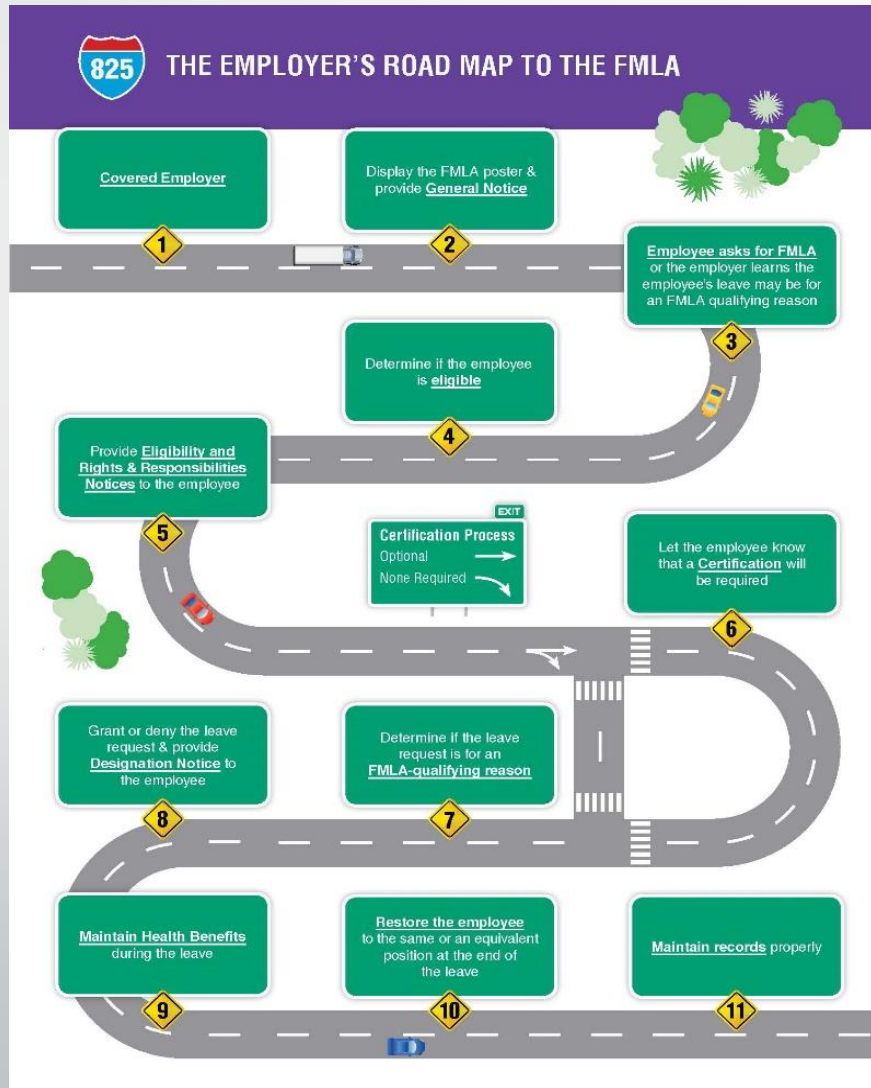 825
THE EMPLOYER'S ROAD MAP TO THE FMLA
Covered Employer
1
Display the FMLA poster &
provide General Notice
2
Employee asks for FMLA
or the employer learns the
employee's leave may be for
an FMLA qualifying reason
3
Determine if the employee
is eligible
4
Provide Eligibility and
Rights & Responsibilities
Notices to the employee
5
EXIT
Certification Process
Optional
None Required
Let the employee know
that a Certification will
be required
6
Determine if the leave
request is for an
FMLA-qualifying reason
7
Grant or deny the leave
request & provide
Designation Notice to
the employee
8
Maintain Health Benefits
during the leave
9
Restore the employee
to the same or an equivalent
position at the end of
the leave
10
Maintain records properly
11